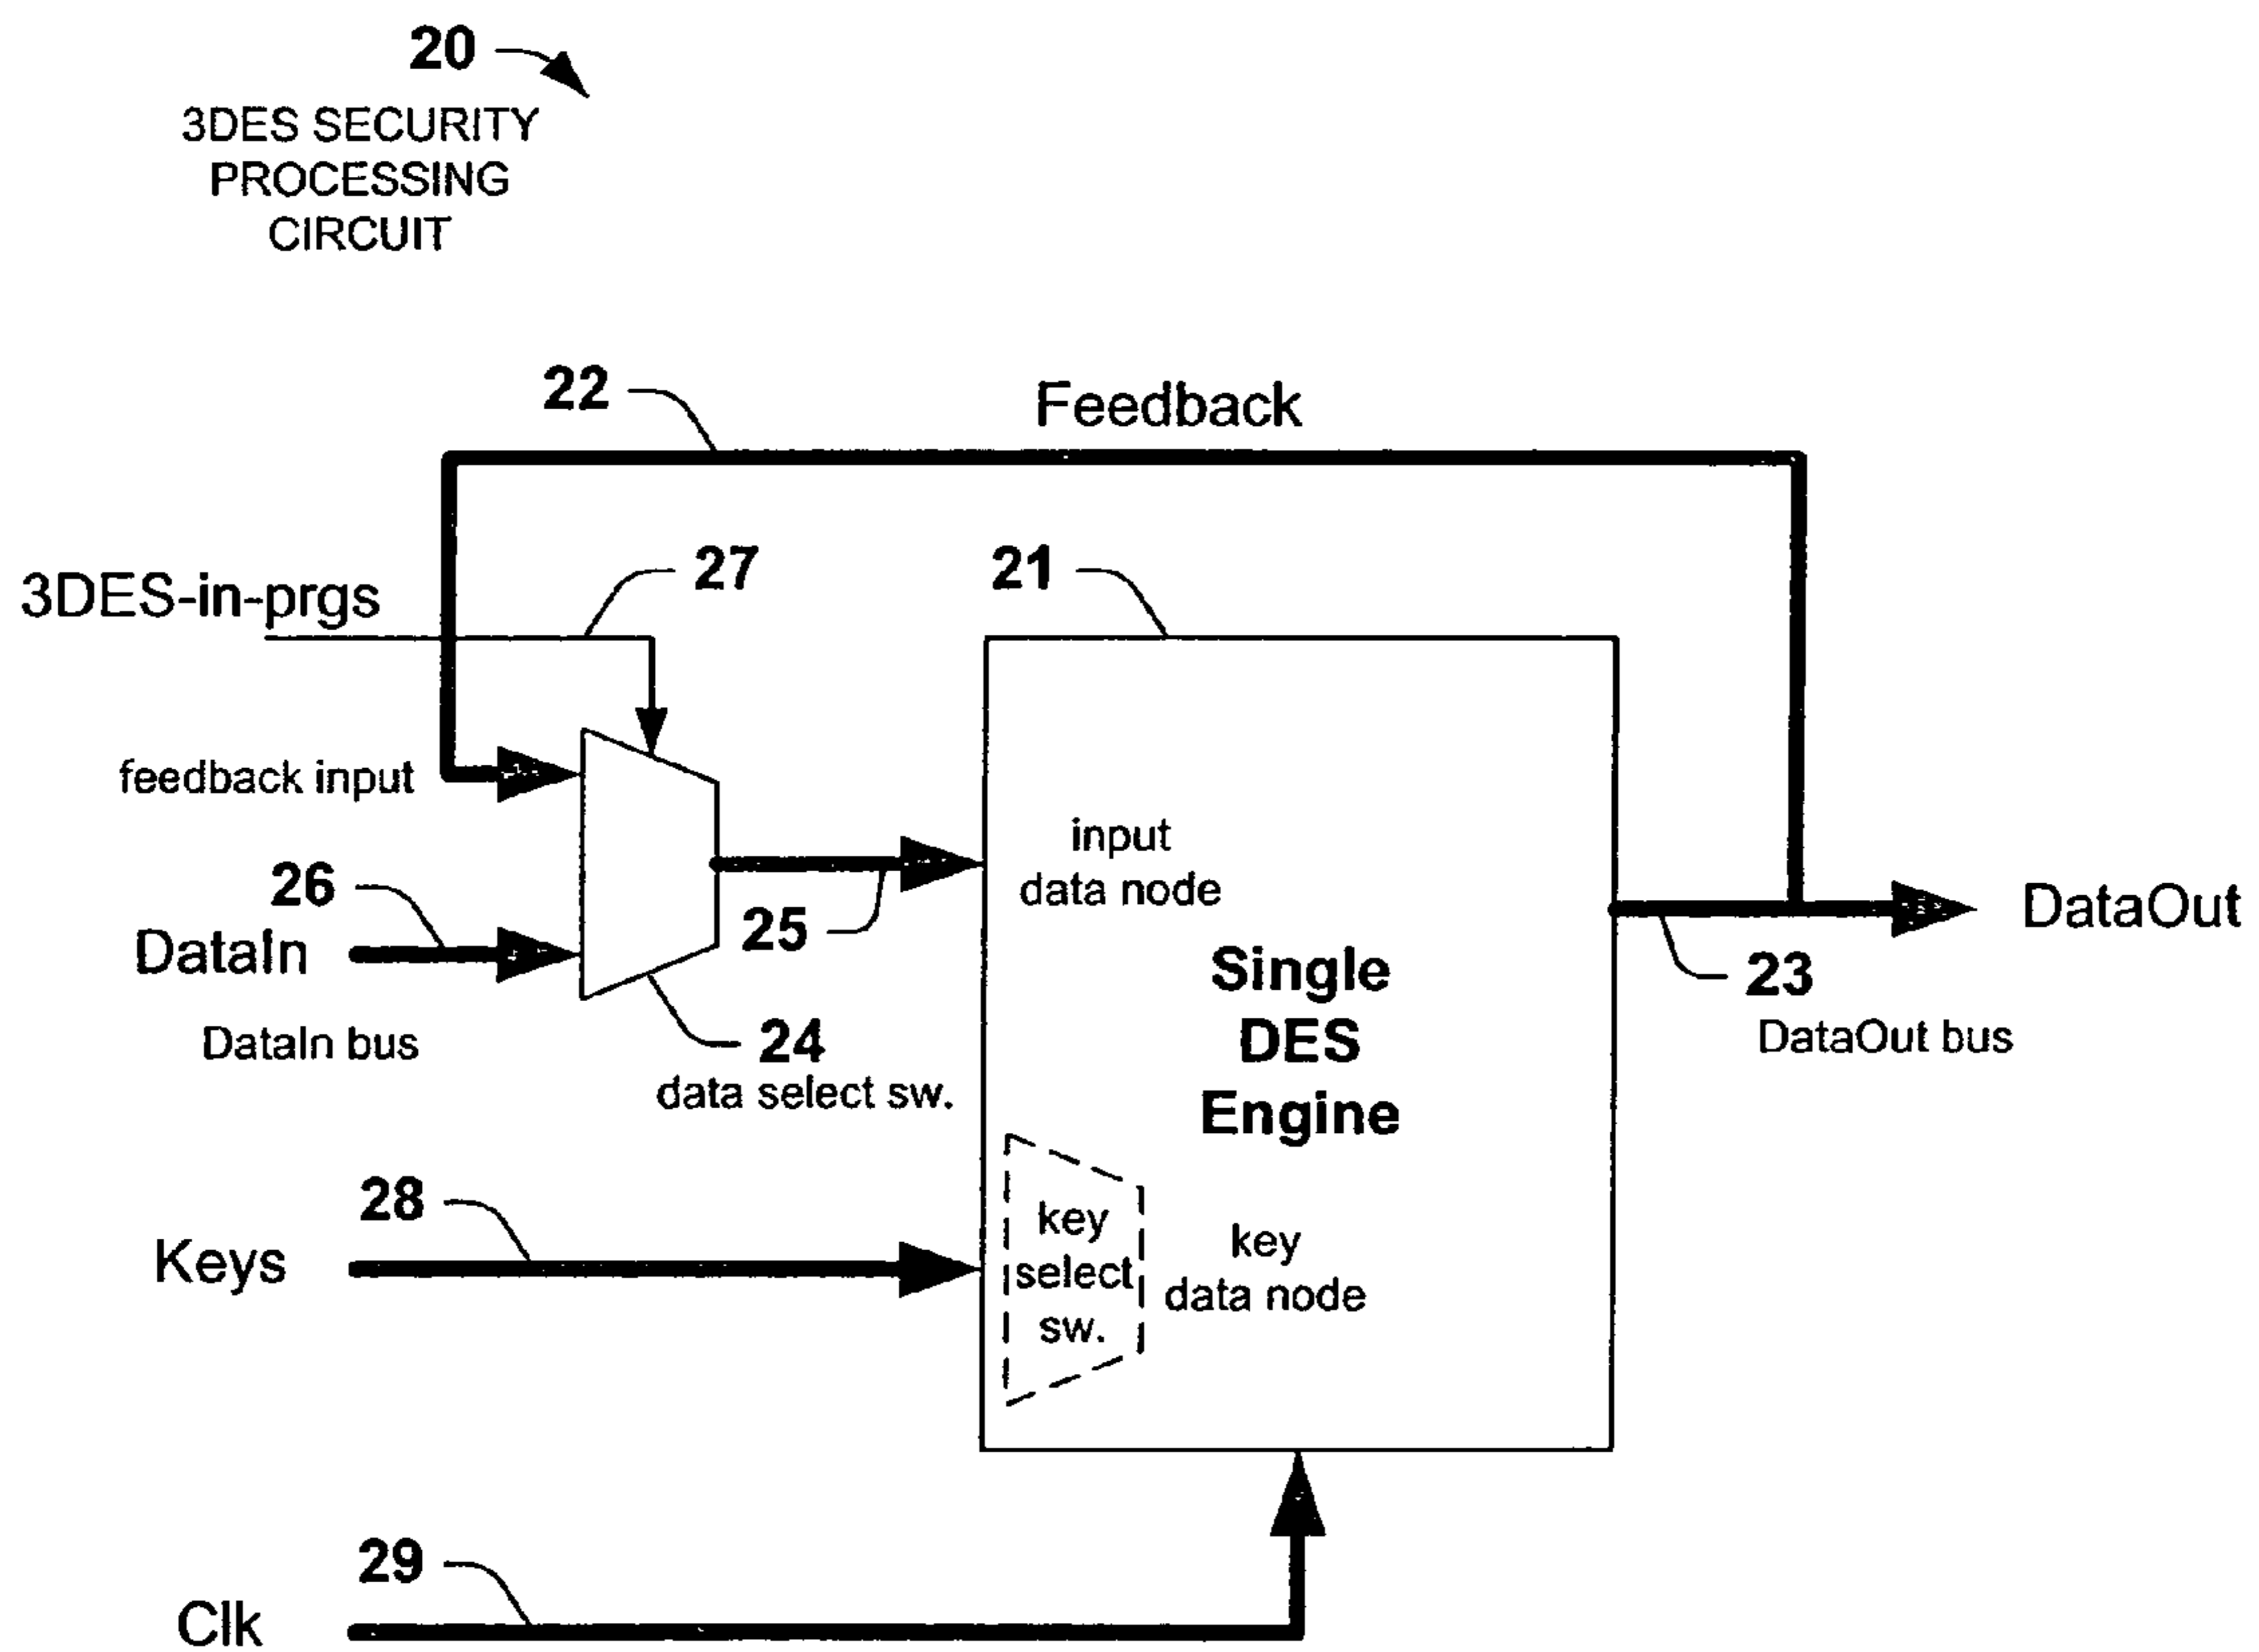 20
3DES SECURITY
PROCESSING
CIRCUIT
22
Feedback
3DES-in-prgs
27
21
feedback input
input
data node
26
DataIn
25
DataOut
23
DataOut bus
Single
DES
Engine
DataIn bus
24
data select sw.
28
Keys
key
select
sw.
key
data node
29
Clk